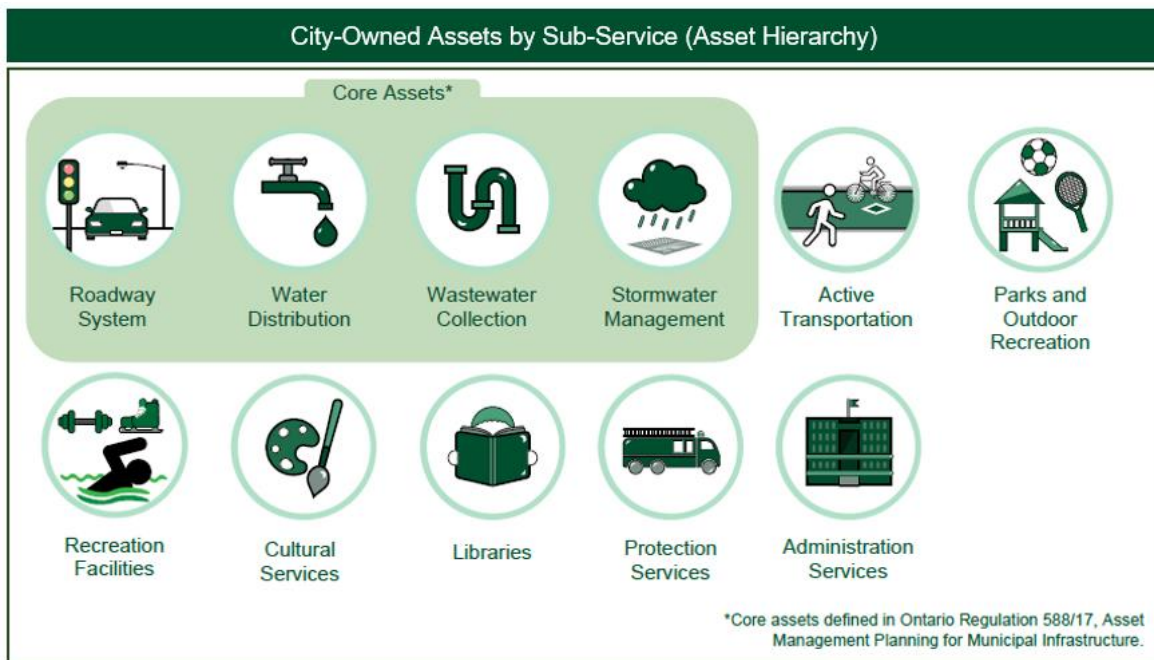 City-Owned Assets by Sub-Service (Asset Hierarchy)
Core Assets*
Roadway
System
Water
Distribution
Wastewater
Collection
Stormwater
Management
Active
Transportation
Parks and
Outdoor
Recreation
Recreation
Facilities
Cultural
Services
Libraries
Protection
Services
Administration
Services
*Core assets defined in Ontario Regulation 588/17, Asset
Management Planning for Municipal Infrastructure.